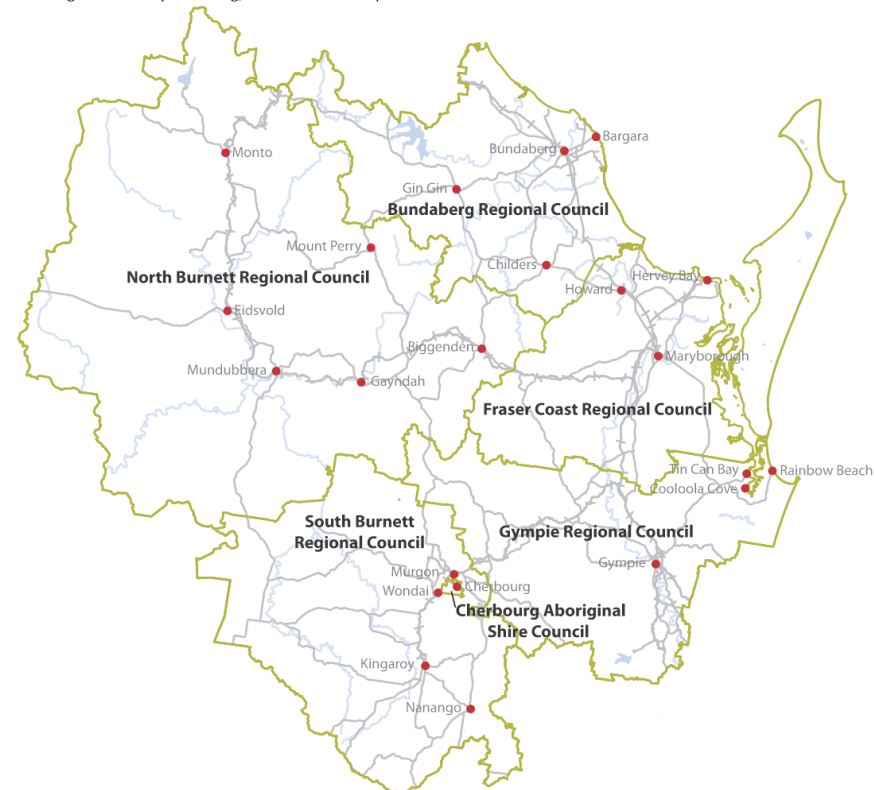 Bargara
Bundaberg
Monto
Gin Gin
Bundaberg Regional Council
Mount Perry
Childers
Hervey Bay
North Burnett Regional Council
Howard
Eidsvold
Biggenden
Maryborough
Mundubbera
Gayndah
Fraser Coast Regional Council
Tin Can Bay
Rainbow Beach
Cooloola Cove
South Burnett
Regional Council
Gympie Regional Council
Gympie
Murgon
Cherbourg
Wondai
Cherbourg Aboriginal
Shire Council
Kingaroy
Nanango